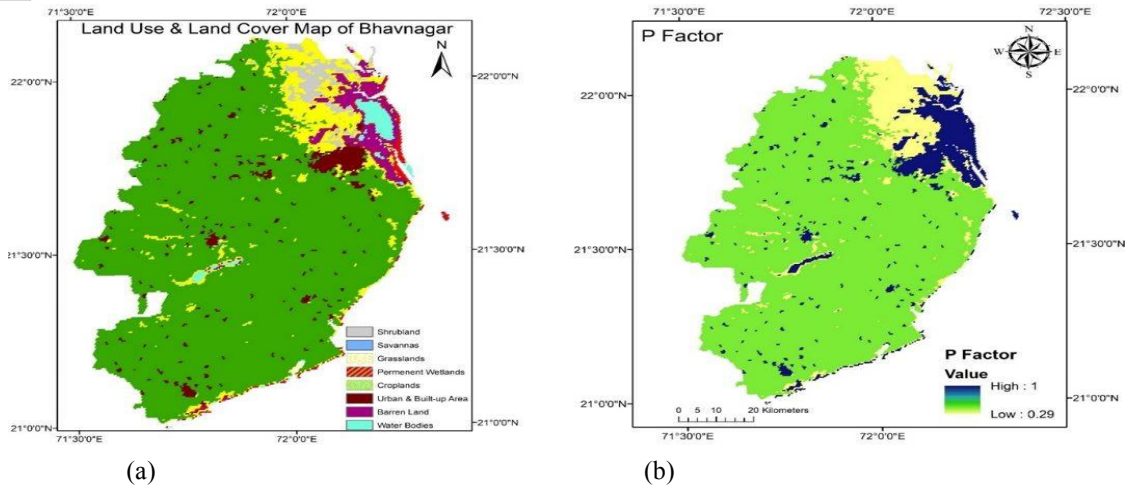 71°30'0"E 72°0'0"E
Land Use & Land Cover Map of Bhavnagar
N
22°0'0"N
21°30'0"N
21°0'0"N
22°0'0"N
21°30'0"N
21°0'0"N
Shrubland
Savannas
Grasslands
Permenent Wetlands
Croplands
Urban & Built-up Area
Barren Land
Water Bodies
71°30'0"E 72°0'0"E
(a)
71°30'0"E 72°0'0"E 72°30'0"E
P Factor
N
W E
S
22°0'0"N
21°30'0"N
21°0'0"N
22°0'0"N
21°30'0"N
21°0'0"N
P Factor
Value
High : 1
Low : 0.29
0 5 10 20 Kilometers
71°30'0"E 72°0'0"E 72°30'0"E
(b)